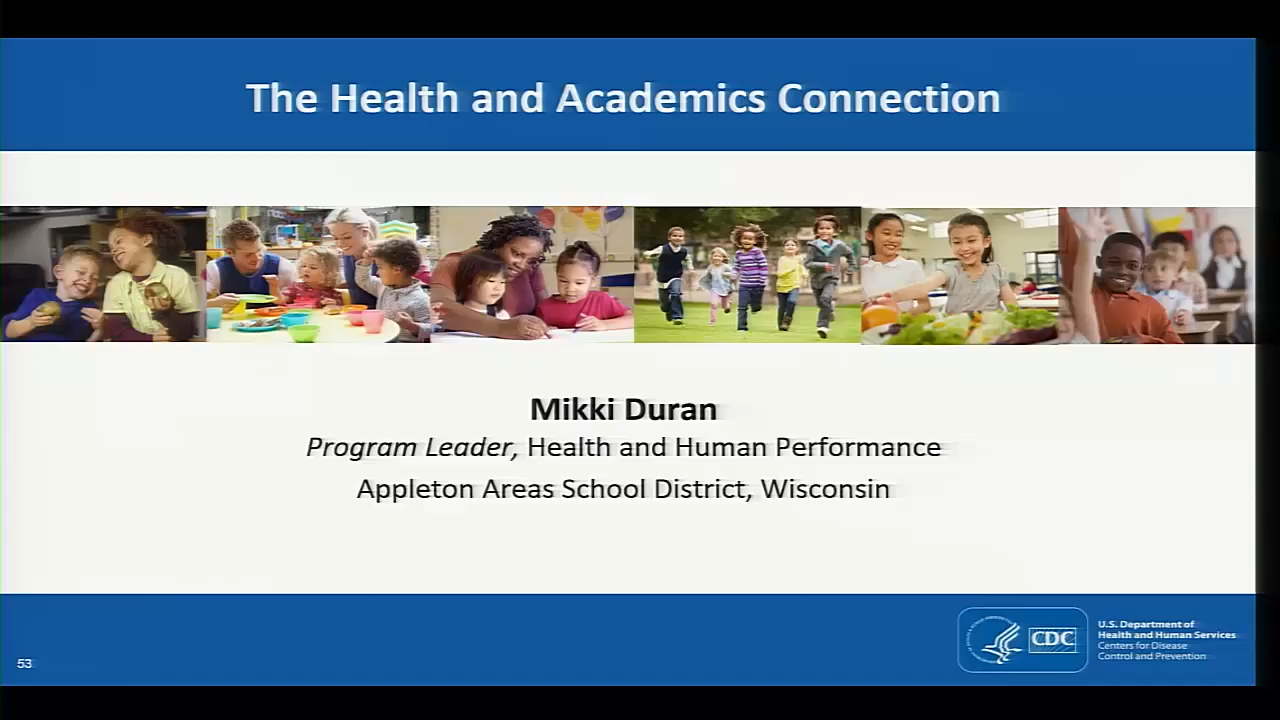 The Health and Academics Connection
Mikki Duran
Program Leader, Health and Human Performance
Appleton Areas School District, Wisconsin
53
CDC
U.S. Department of
Health and Human Services
Centers for Disease
Control and Prevention